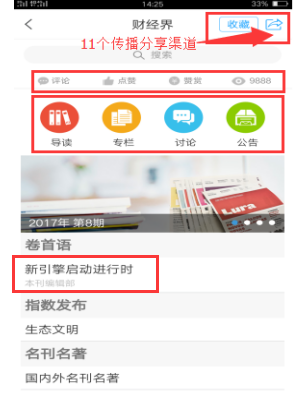 14:25 33%
财经界 收藏
11个传播分享渠道
搜索
评论 点赞 赞赏 9888
导读 专栏 讨论 公告
Lura
2017年 第8期
卷首语
新引擎启动进行时
本刊编辑部
指数发布
生态文明
名刊名著
国内外名刊名著